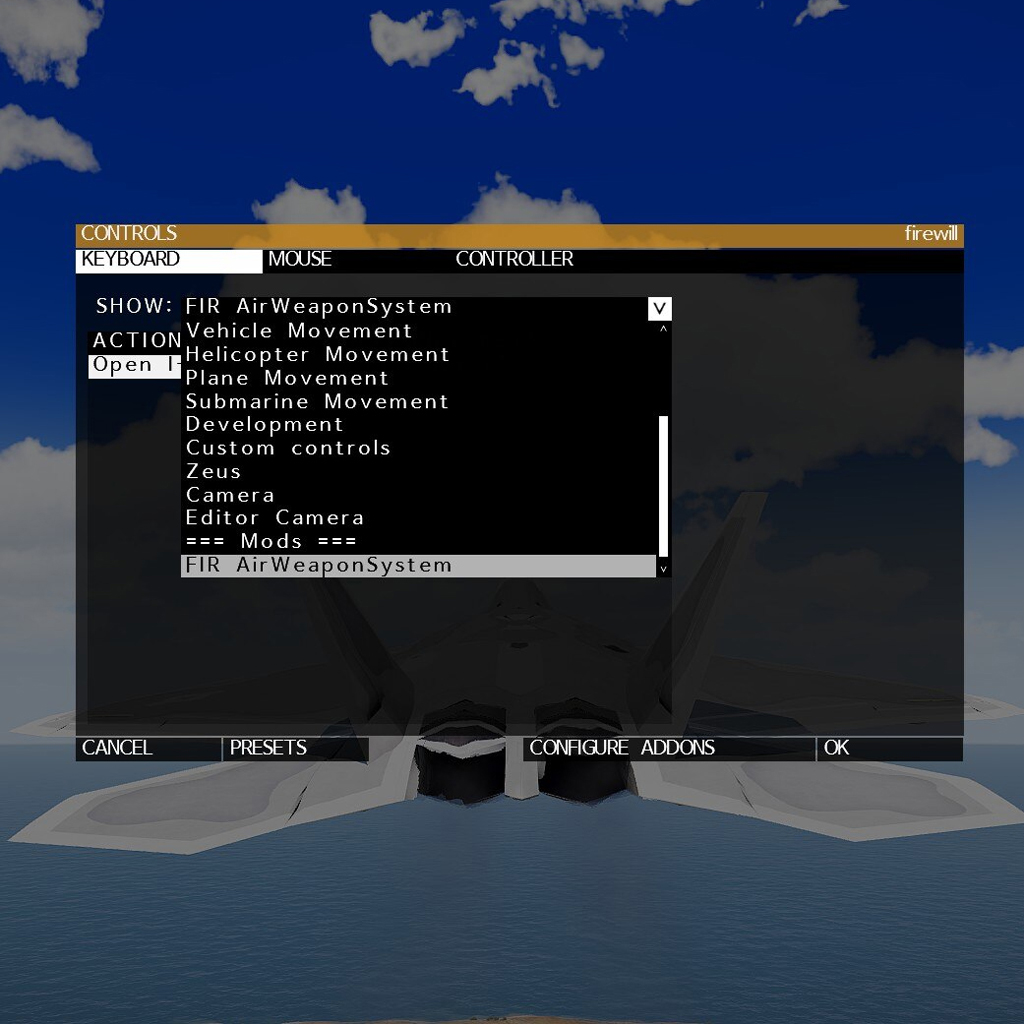 CONTROLS firewill
KEYBOARD MOUSE CONTROLLER
SHOW: FIR AirWeaponSystem
Vehicle Movement
ACTION
Helicopter Movement
Open
Plane Movement
Submarine Movement
Development
Custom controls
Zeus
Camera
Editor Camera
=== Mods ===
FIR AirWeaponSystem
CANCEL PRESETS CONFIGURE ADDONS OK